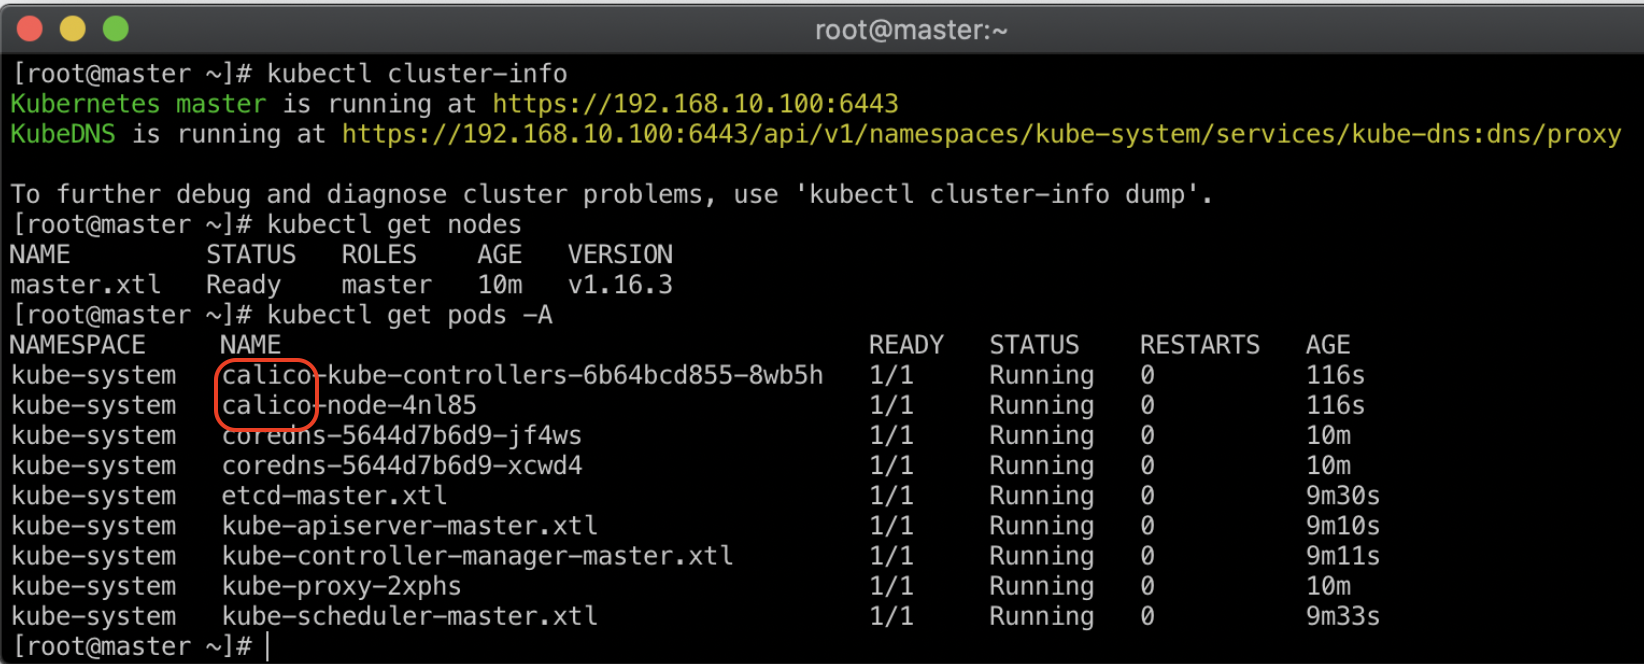 root@master:~
[root@master ~]# kubectl cluster-info
Kubernetes master is running at https://192.168.10.100:6443
KubeDNS is running at https://192.168.10.100:6443/api/v1/namespaces/kube-system/services/kube-dns:dns/proxy
To further debug and diagnose cluster problems, use 'kubectl cluster-info dump'.
[root@master ~]# kubectl get nodes
NAME STATUS ROLES AGE VERSION
master.xtl Ready master 10m v1.16.3
[root@master ~]# kubectl get pods -A
NAMESPACE NAME READY STATUS RESTARTS AGE
kube-system calico-kube-controllers-6b64bcd855-8wb5h 1/1 Running 0 116s
kube-system calico-node-4nl85 1/1 Running 0 116s
kube-system coredns-5644d7b6d9-jf4ws 1/1 Running 0 10m
kube-system coredns-5644d7b6d9-xcwd4 1/1 Running 0 10m
kube-system etcd-master.xtl 1/1 Running 0 9m30s
kube-system kube-apiserver-master.xtl 1/1 Running 0 9m10s
kube-system kube-controller-manager-master.xtl 1/1 Running 0 9m11s
kube-system kube-proxy-2xphs 1/1 Running 0 10m
kube-system kube-scheduler-master.xtl 1/1 Running 0 9m33s
[root@master ~]#